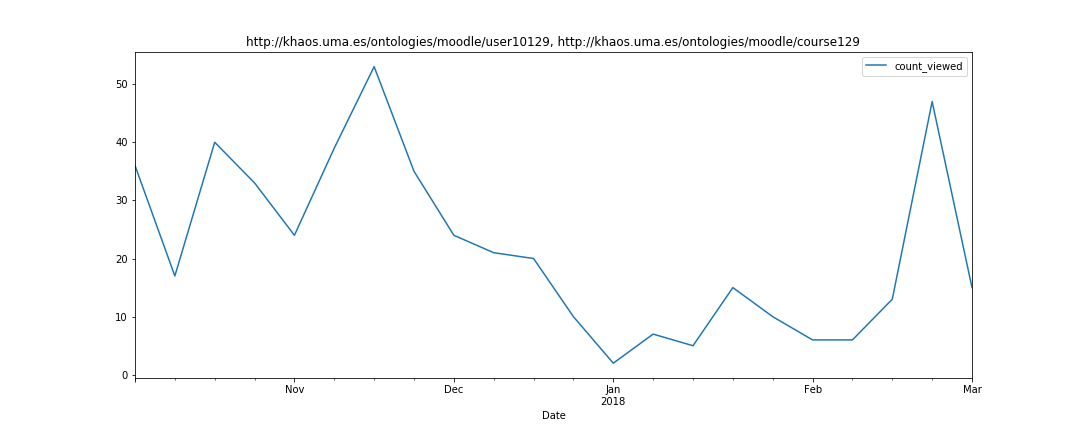 http://khaos.uma.es/ontologies/moodle/user10129, http://khaos.uma.es/ontologies/moodle/course129
count_viewed
50
40
30
20
10
0
Nov
Dec
Jan
2018
Feb
Mar
Date